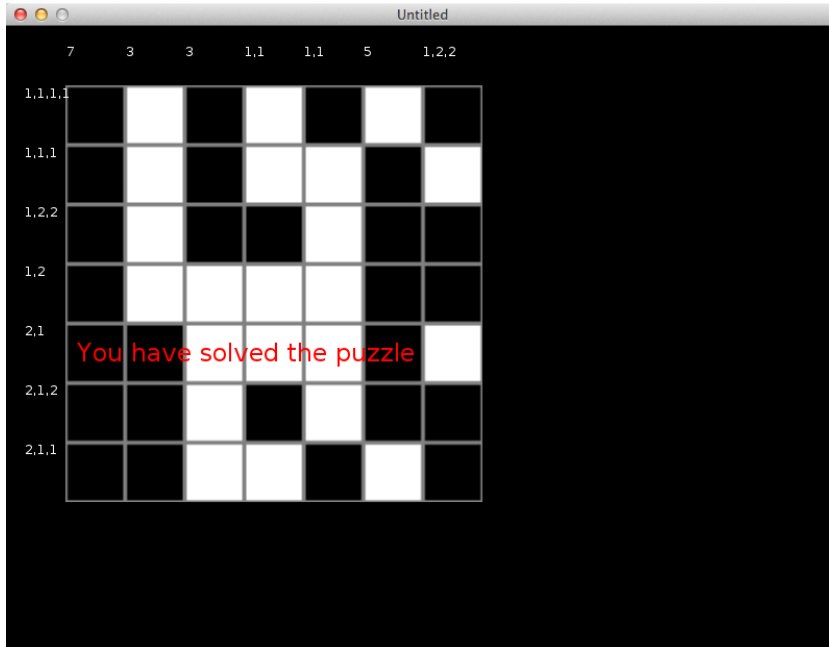 Untitled
7 3 3 1,1 1,1 5 1,2,2
1,1,1,1
1,1,1
1,2,2
1,2
2,1
You have solved the puzzle
2,1,2
2,1,1